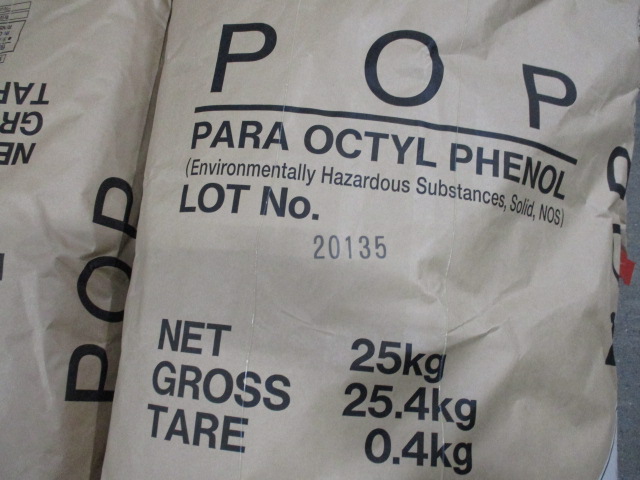 P O P
PARA OCTYL PHENOL
(Environmentally Hazardous Substances, Solid, NOS)
LOT No.
20135
NET 25kg
GROSS 25.4kg
TARE 0.4kg
POP